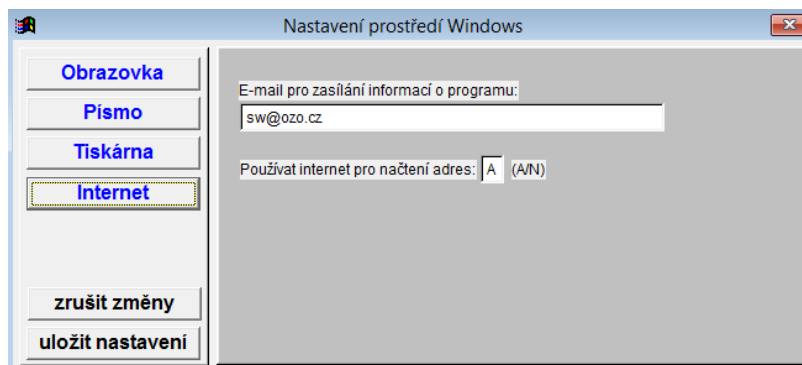 Nastavení prostředí Windows
Obrazovka
Písmo
Tiskárna
Internet
zrušit změny
uložit nastavení
E-mail pro zasílání informací o programu:
sw@ozo.cz
Používat internet pro načtení adres: A (A/N)